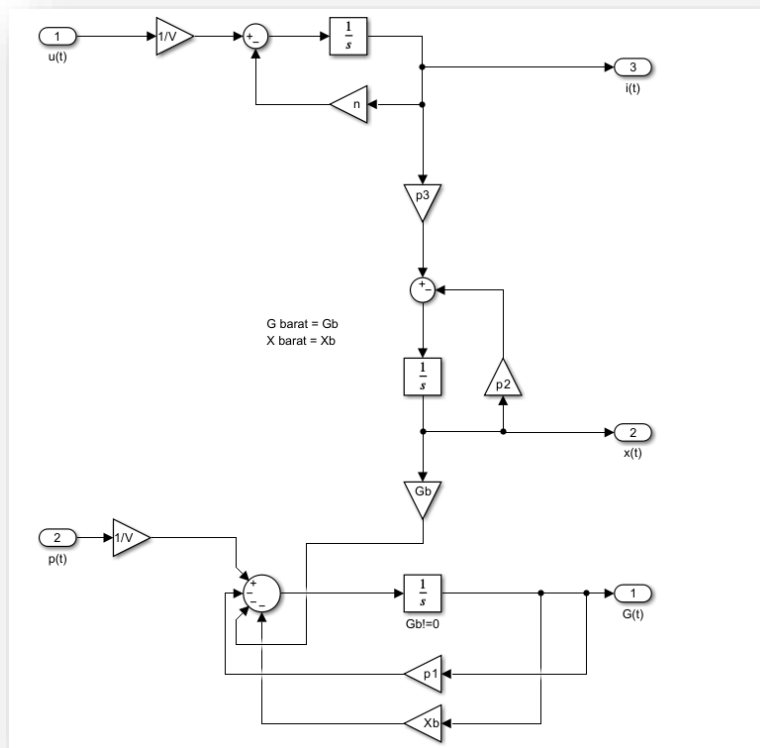 1
u(t)
1/V
+
−
1
s
3
i(t)
n
p3
+
−
G barat = Gb
X barat = Xb
1
s
p2
2
x(t)
Gb
2
p(t)
1/V
+
−
−
−
1
s
Gb!=0
1
G(t)
p1
Xb